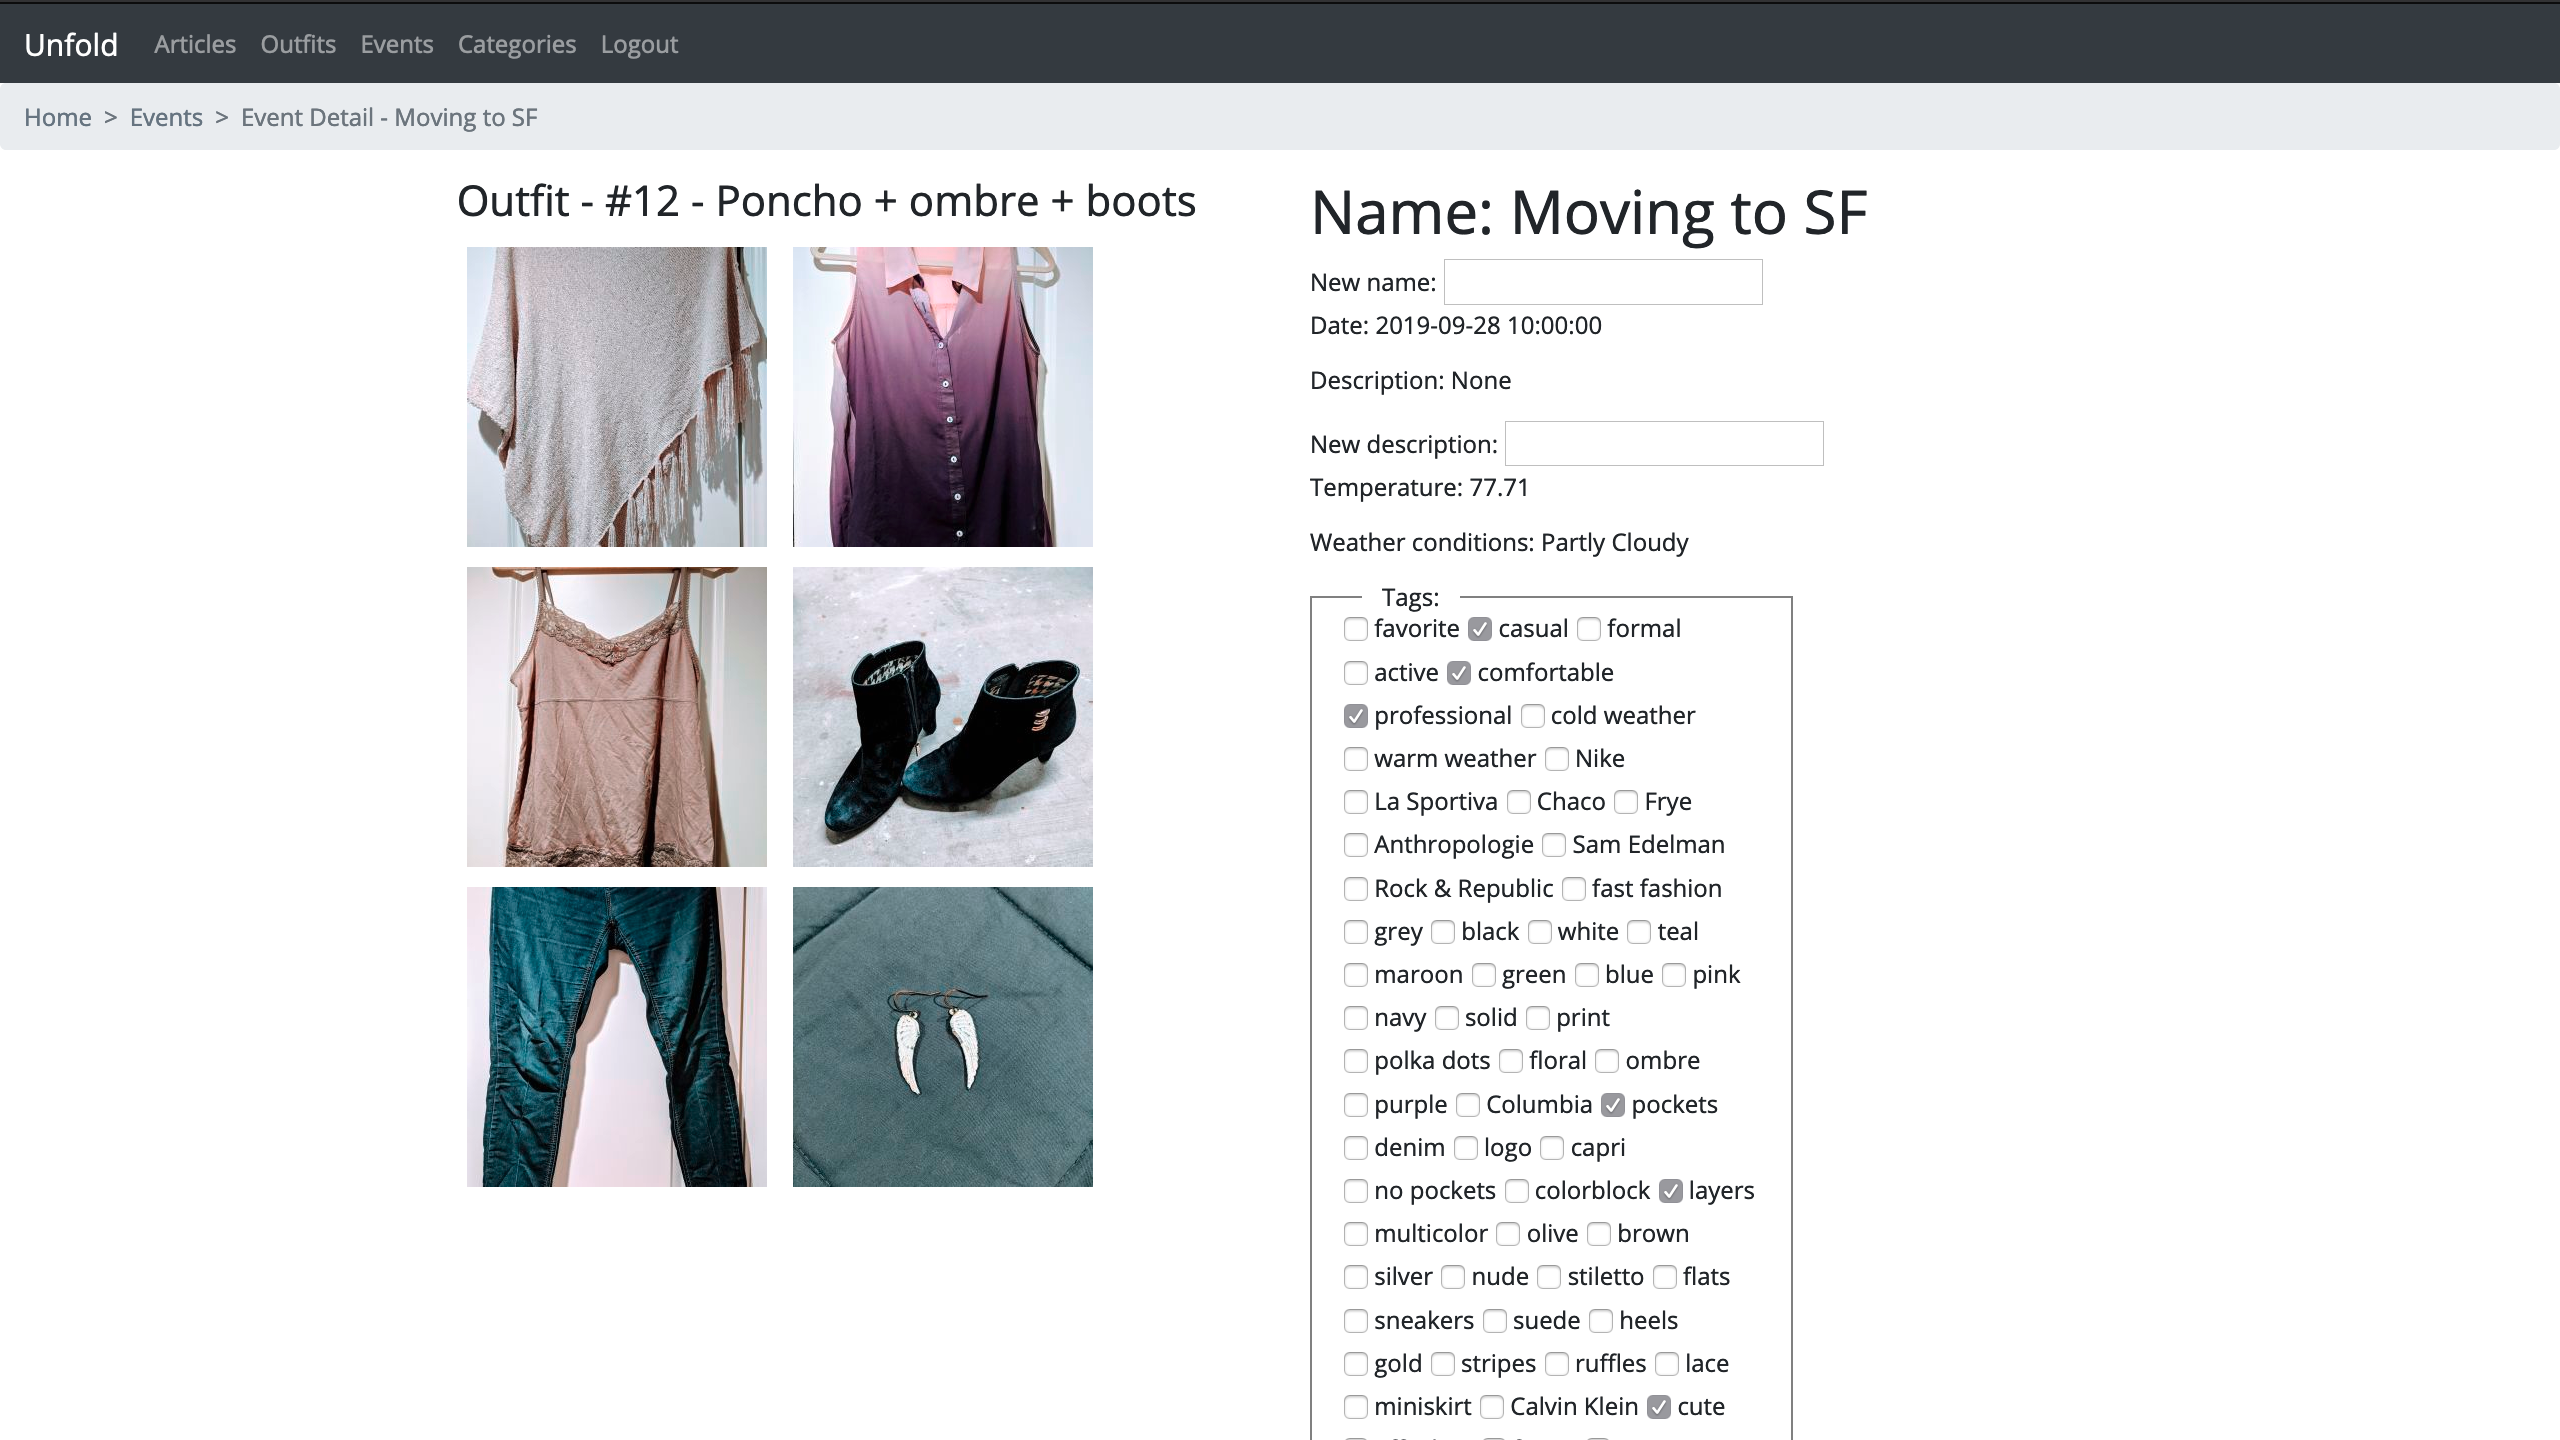 Unfold Articles Outfits Events Categories Logout
Home > Events > Event Detail - Moving to SF
Outfit - #12 - Poncho + ombre + boots
Name: Moving to SF
New name:
Date: 2019-09-28 10:00:00
Description: None
New description:
Temperature: 77.71
Weather conditions: Partly Cloudy
Tags:
favorite casual formal
active comfortable
professional cold weather
warm weather Nike
La Sportiva Chaco Frye
Anthropologie Sam Edelman
Rock & Republic fast fashion
grey black white teal
maroon green blue pink
navy solid print
polka dots floral ombre
purple Columbia pockets
denim logo capri
no pockets colorblock layers
multicolor olive brown
silver nude stiletto flats
sneakers suede heels
gold stripes ruffles lace
miniskirt Calvin Klein cute